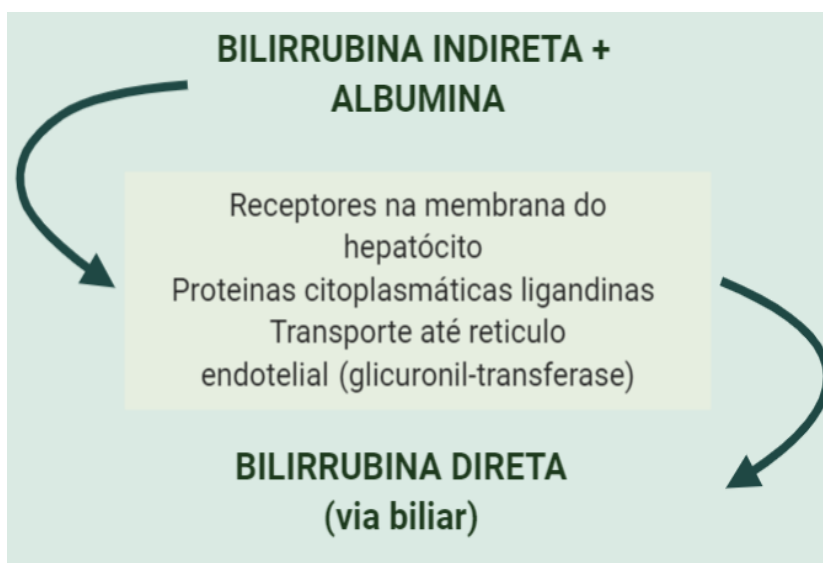 BILIRRUBINA INDIRETA +
ALBUMINA
Receptores na membrana do
hepatócito
Proteinas citoplasmáticas ligandinas
Transporte até reticulo
endotelial (glicuronil-transferase)
BILIRRUBINA DIRETA
(via biliar)